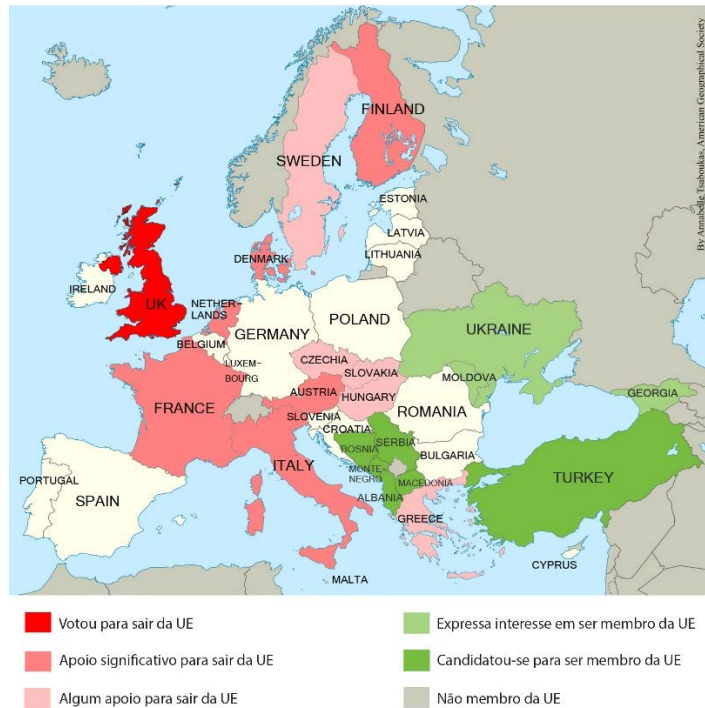 By Annabelle Tsaboukas, American Geographical Society
FINLAND
SWEDEN
ESTONIA
LATVIA
LITHUANIA
DENMARK
IRELAND
UK
NETHER-
LANDS
BELGIUM
LUXEM-
BOURG
GERMANY
POLAND
UKRAINE
CZECHIA
SLOVAKIA
MOLDOVA
AUSTRIA
HUNGARY
FRANCE
SLOVENIA
CROATIA
ROMANIA
GEORGIA
BOSNIA
SERBIA
BULGARIA
ITALY
MONTE-
NEGRO
MACEDONIA
ALBANIA
TURKEY
PORTUGAL
SPAIN
GREECE
CYPRUS
MALTA
Votou para sair da UE
Apoio significativo para sair da UE
Algum apoio para sair da UE
Expressa interesse em ser membro da UE
Candidatou-se para ser membro da UE
Não membro da UE